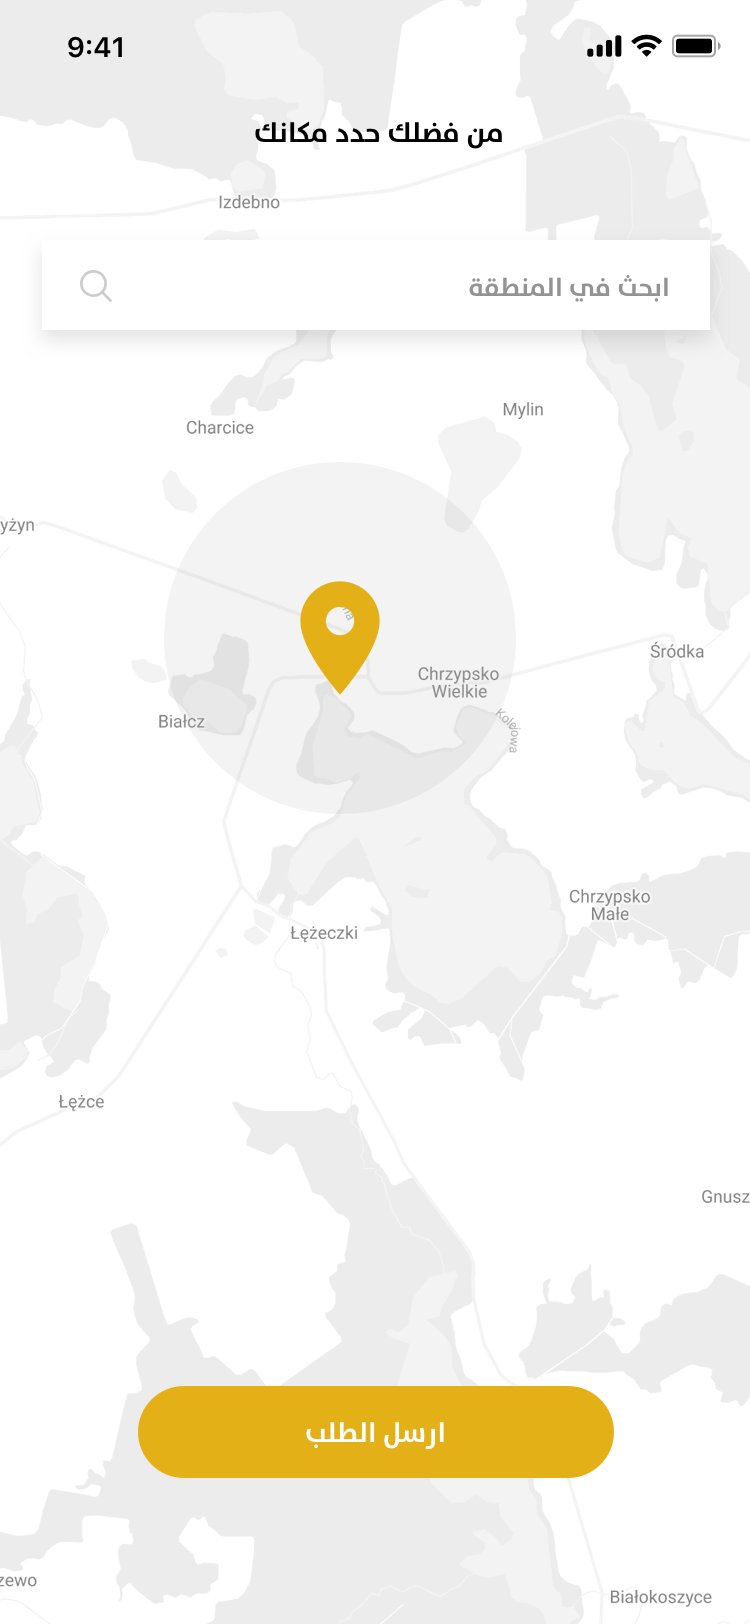 9:41
من فضلك حدد مكانك
Izdebno
ابحث في المنطقة
Mylin
Charcice
yżyn
Śródka
Chrzypsko
Wielkie
Białcz
Kolejowa
Chrzypsko
Małe
Łężeczki
Łężce
Gnusz
ارسل الطلب
zewo
Białokoszyce